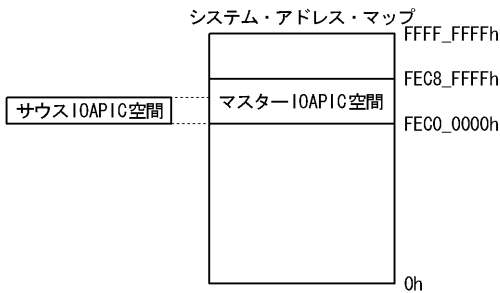 システム・アドレス・マップ
FFFF_FFFFh
FEC8_FFFFh
マスターIOAPIC空間
サウスIOAPIC空間
FEC0_0000h
0h